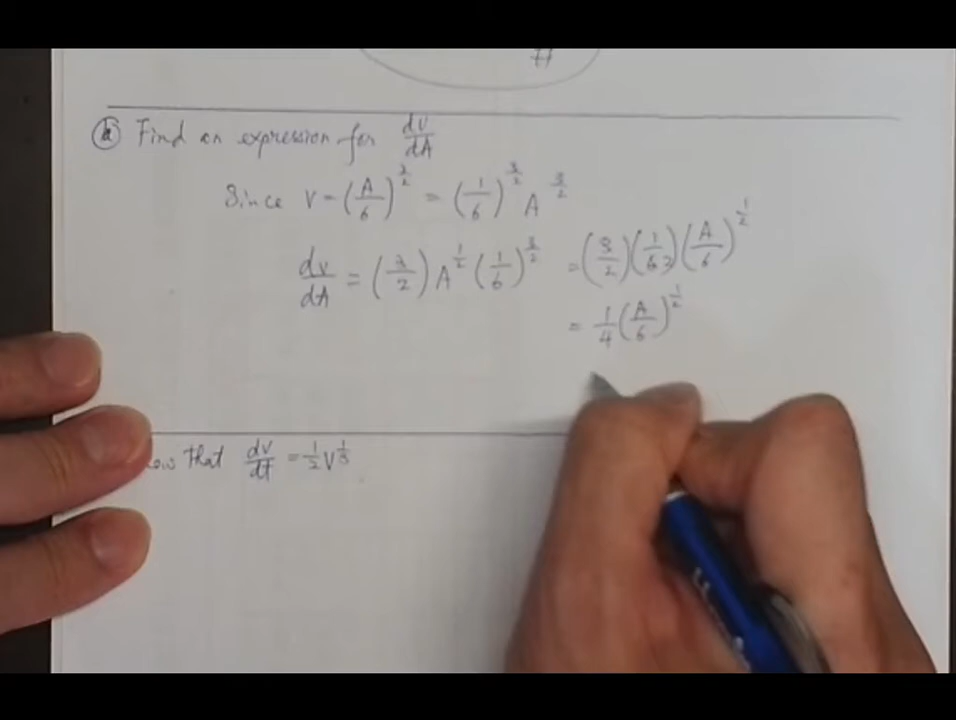 #
(a) Find an expression for dv/dA
Since V = (A/6)^(3/2) = (1/6)^(3/2) A^(3/2)
dv/dA = (3/2) A^(1/2) (1/6)^(3/2) = (3/2)(1/6)(A/6)^(1/2)
= 1/4 (A/6)^(1/2)
that dv/dt = 1/2 V^(1/3)